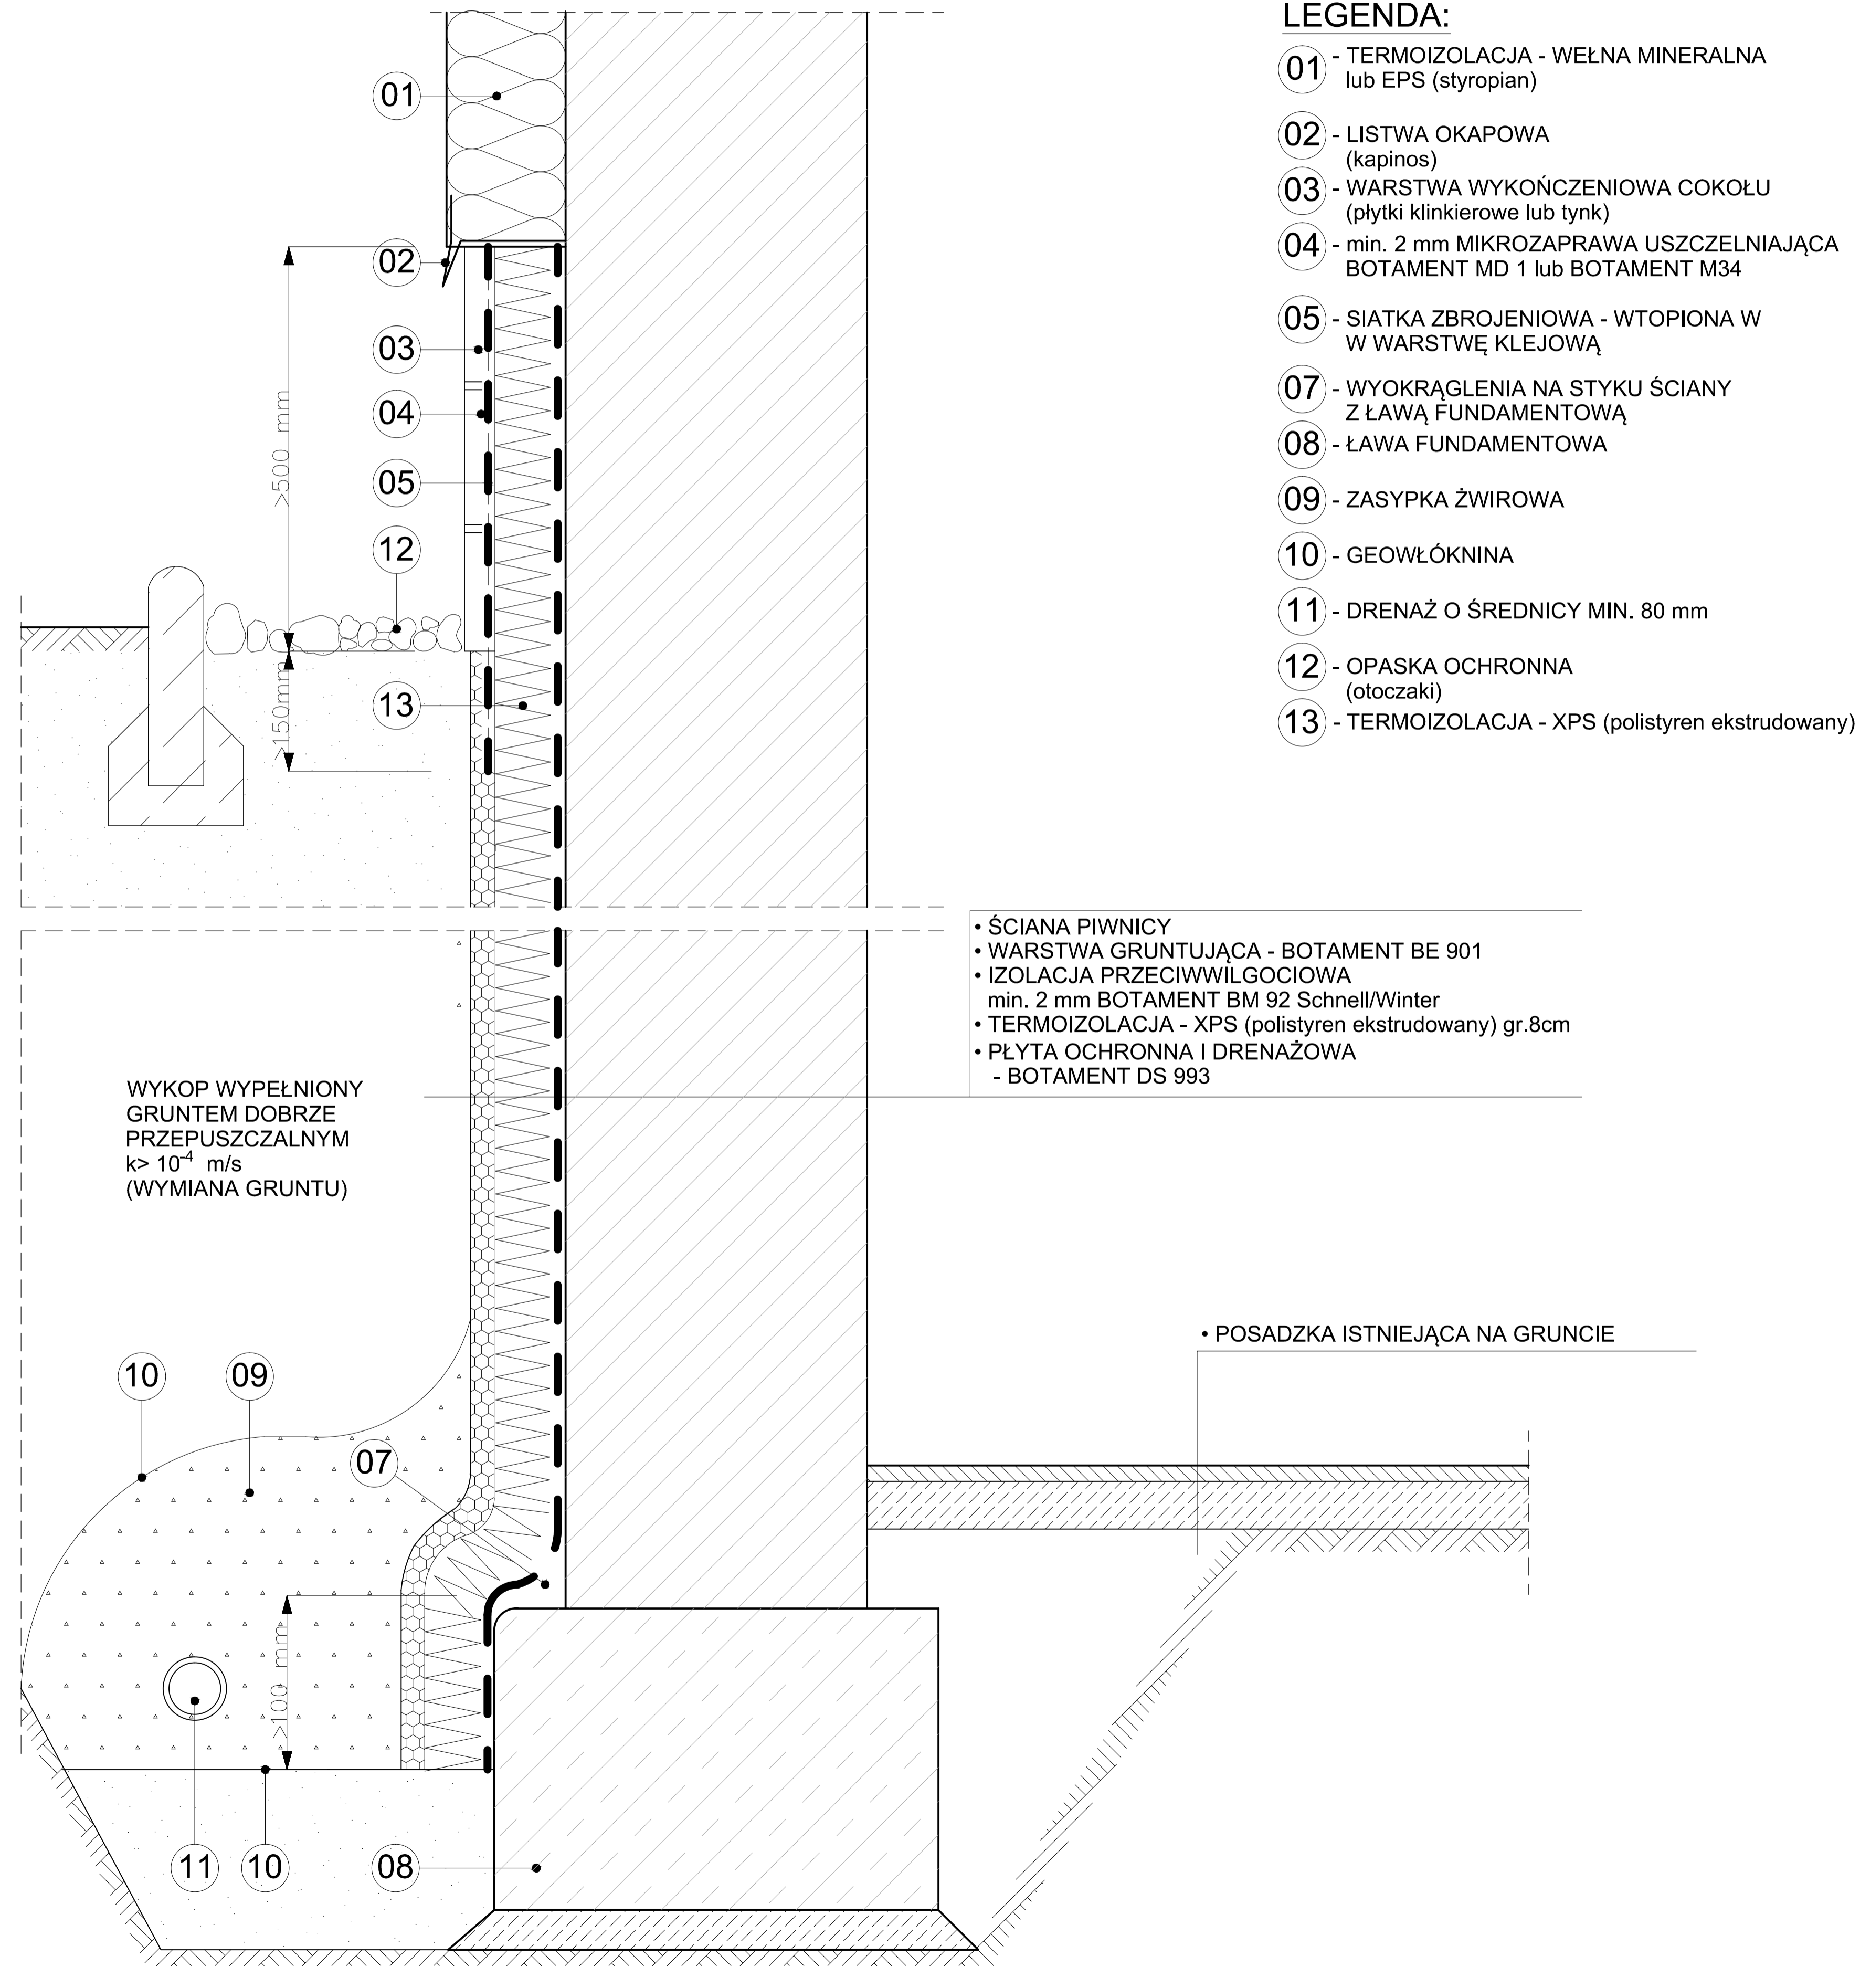 LEGENDA:
01 - TERMOIZOLACJA - WEŁNA MINERALNA
lub EPS (styropian)
02 - LISTWA OKAPOWA
(kapinos)
03 - WARSTWA WYKOŃCZENIOWA COKOŁU
(płytki klinkierowe lub tynk)
04 - min. 2 mm MIKROZAPRAWA USZCZELNIAJĄCA
BOTAMENT MD 1 lub BOTAMENT M34
05 - SIATKA ZBROJENIOWA - WTOPIONA W
W WARSTWĘ KLEJOWĄ
07 - WYOKRĄGLENIA NA STYKU ŚCIANY
Z ŁAWĄ FUNDAMENTOWĄ
08 - ŁAWA FUNDAMENTOWA
09 - ZASYPKA ŻWIROWA
10 - GEOWŁÓKNINA
11 - DRENAŻ O ŚREDNICY MIN. 80 mm
12 - OPASKA OCHRONNA
(otoczaki)
13 - TERMOIZOLACJA - XPS (polistyren ekstrudowany)
01
02
03
04
05
12
13
>500 mm
>150mm
• ŚCIANA PIWNICY
• WARSTWA GRUNTUJĄCA - BOTAMENT BE 901
• IZOLACJA PRZECIWWILGOCIOWA
min. 2 mm BOTAMENT BM 92 Schnell/Winter
• TERMOIZOLACJA - XPS (polistyren ekstrudowany) gr.8cm
• PŁYTA OCHRONNA I DRENAŻOWA
- BOTAMENT DS 993
WYKOP WYPEŁNIONY
GRUNTEM DOBRZE
PRZEPUSZCZALNYM
k> 10⁻⁴ m/s
(WYMIANA GRUNTU)
• POSADZKA ISTNIEJĄCA NA GRUNCIE
10
09
07
>100 mm
11
10
08